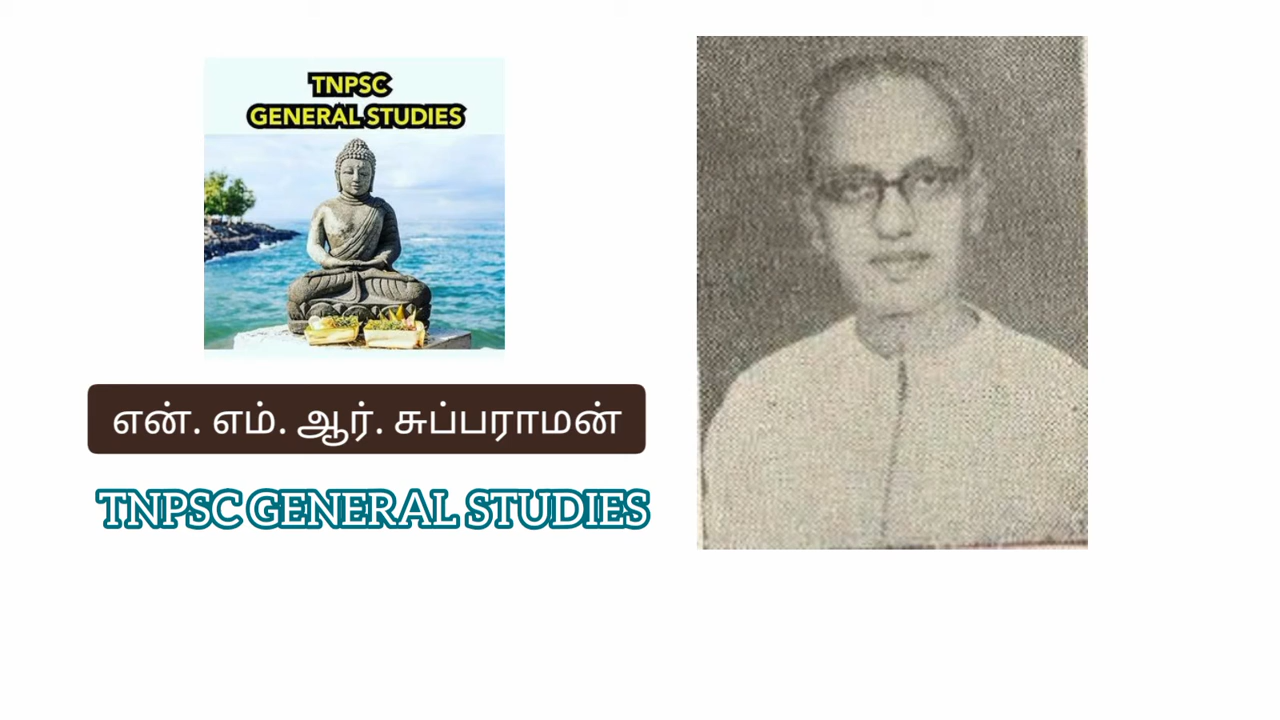 TNPSC
GENERAL STUDIES
என். எம். ஆர். சுப்பராமன்
TNPSC GENERAL STUDIES